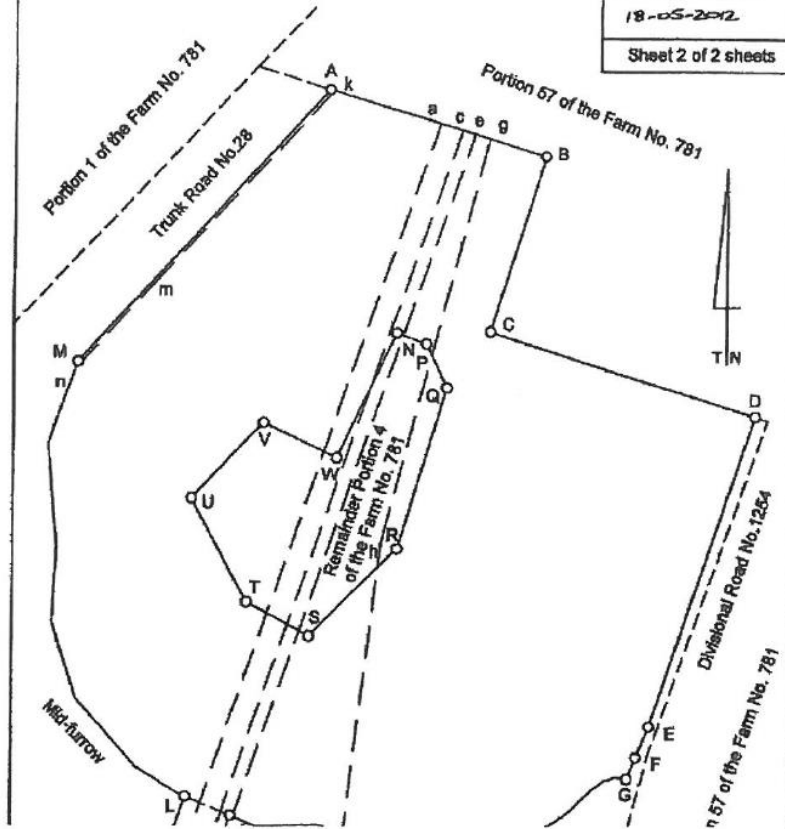 18-05-2012
Sheet 2 of 2 sheets
Portion 1 of the Farm No. 781
Trunk Road No.28
A
k
a
c
e
g
Portion 57 of the Farm No. 781
B
C
T N
D
m
M
n
N
P
Q
V
W
U
Remainder Portion 4
of the Farm No. 781
R
h
T
S
Divisional Road No.1264
E
F
G
n 57 of the Farm No. 781
Mid-furrow
L